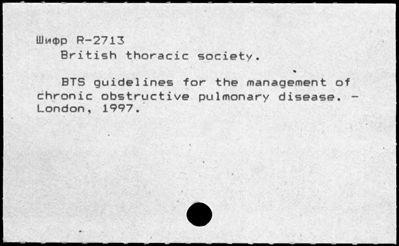 Шифр R-2713
British thoracic society.
BTS guidelines for the management of
chronic obstructive pulmonary disease. -
London, 1997.